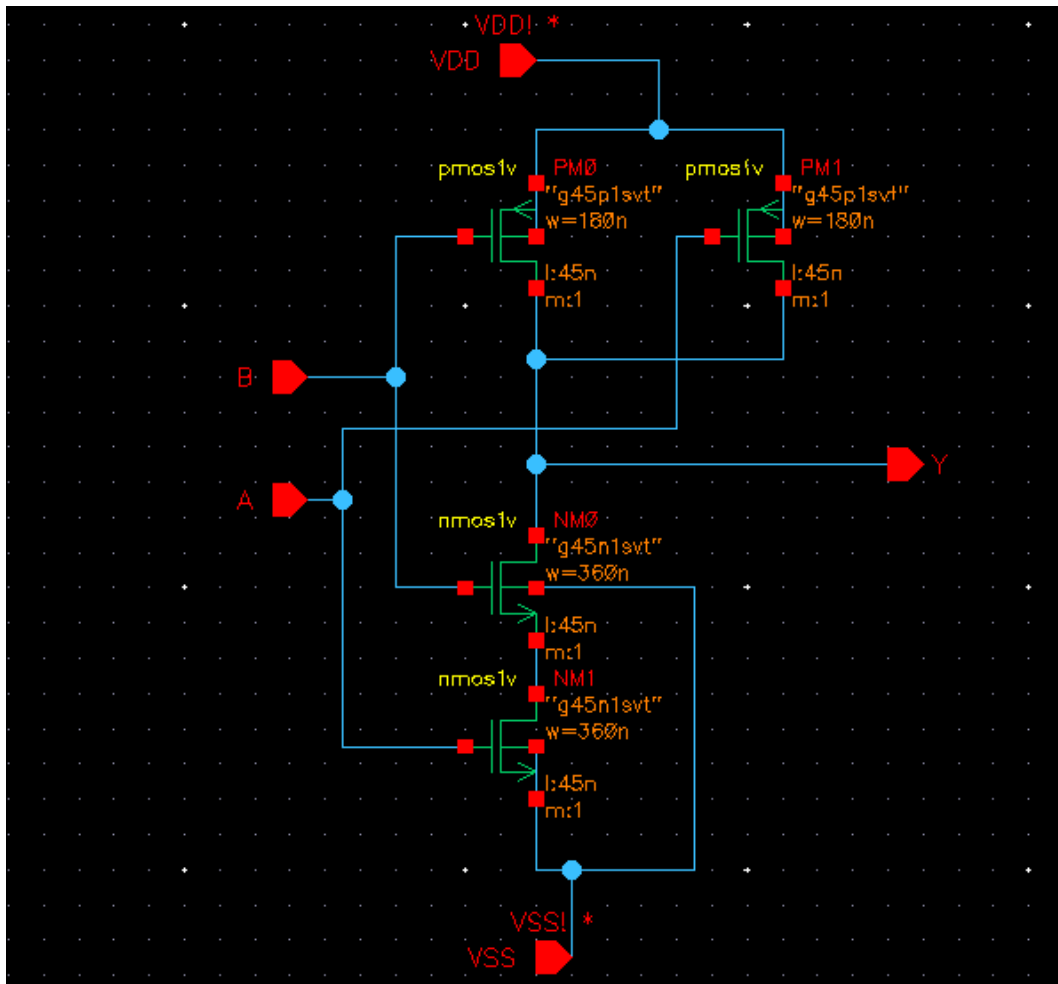 VDD! *
VDD
pmos1v PM0 pmos1v PM1
"g45p1svt" "g45p1svt"
w=180n w=180n
l:45n l:45n
m:1 m:1
B
Y
A
nmos1v NM0
"g45n1svt"
w=360n
l:45n
m:1
nmos1v NM1
"g45n1svt"
w=360n
l:45n
m:1
VSS! *
VSS